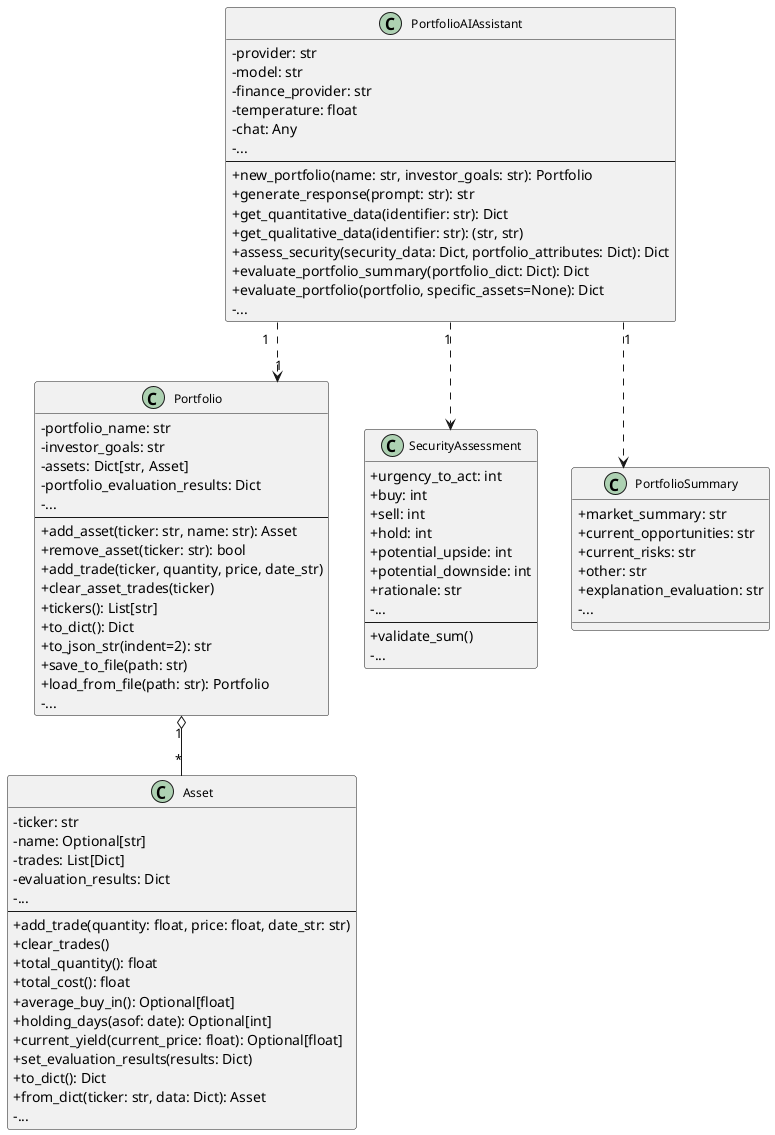 C PortfolioAIAssistant
-provider: str
-model: str
-finance_provider: str
-temperature: float
-chat: Any
-...
+new_portfolio(name: str, investor_goals: str): Portfolio
+generate_response(prompt: str): str
+get_quantitative_data(identifier: str): Dict
+get_qualitative_data(identifier: str): (str, str)
+assess_security(security_data: Dict, portfolio_attributes: Dict): Dict
+evaluate_portfolio_summary(portfolio_dict: Dict): Dict
+evaluate_portfolio(portfolio, specific_assets=None): Dict
-...
1
1
1
1
C Portfolio
-portfolio_name: str
-investor_goals: str
-assets: Dict[str, Asset]
-portfolio_evaluation_results: Dict
-...
+add_asset(ticker: str, name: str): Asset
+remove_asset(ticker: str): bool
+add_trade(ticker, quantity, price, date_str)
+clear_asset_trades(ticker)
+tickers(): List[str]
+to_dict(): Dict
+to_json_str(indent=2): str
+save_to_file(path: str)
+load_from_file(path: str): Portfolio
-...
C SecurityAssessment
+urgency_to_act: int
+buy: int
+sell: int
+hold: int
+potential_upside: int
+potential_downside: int
+rationale: str
-...
+validate_sum()
-...
C PortfolioSummary
+market_summary: str
+current_opportunities: str
+current_risks: str
+other: str
+explanation_evaluation: str
-...
1
*
C Asset
-ticker: str
-name: Optional[str]
-trades: List[Dict]
-evaluation_results: Dict
-...
+add_trade(quantity: float, price: float, date_str: str)
+clear_trades()
+total_quantity(): float
+total_cost(): float
+average_buy_in(): Optional[float]
+holding_days(asof: date): Optional[int]
+current_yield(current_price: float): Optional[float]
+set_evaluation_results(results: Dict)
+to_dict(): Dict
+from_dict(ticker: str, data: Dict): Asset
-...